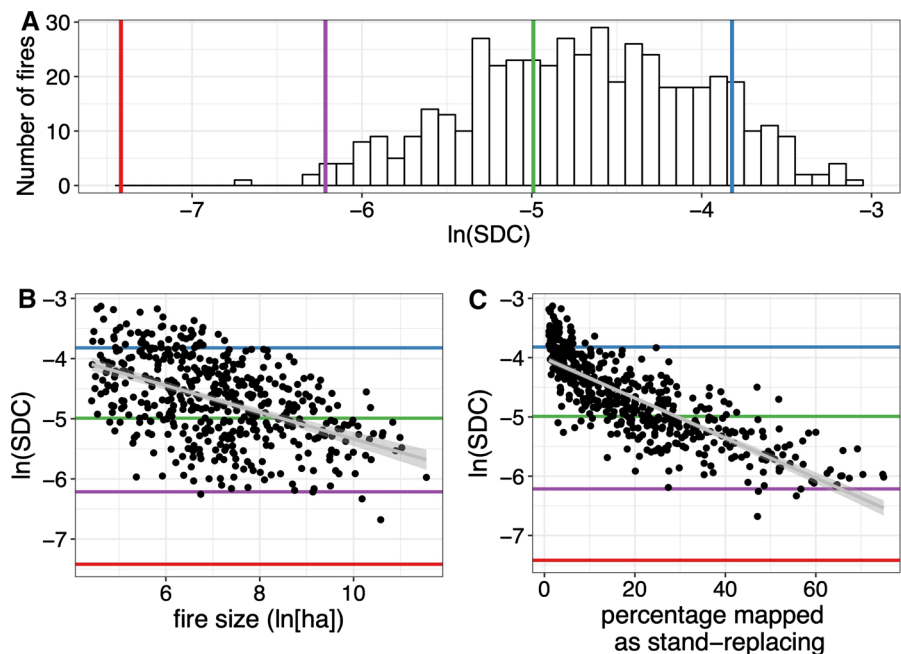 A
Number of fires
30
20
10
0
−7 −6 −5 −4 −3
ln(SDC)
B
ln(SDC)
−3
−4
−5
−6
−7
6 8 10
fire size (ln[ha])
C
ln(SDC)
−3
−4
−5
−6
−7
0 20 40 60
percentage mapped
as stand−replacing